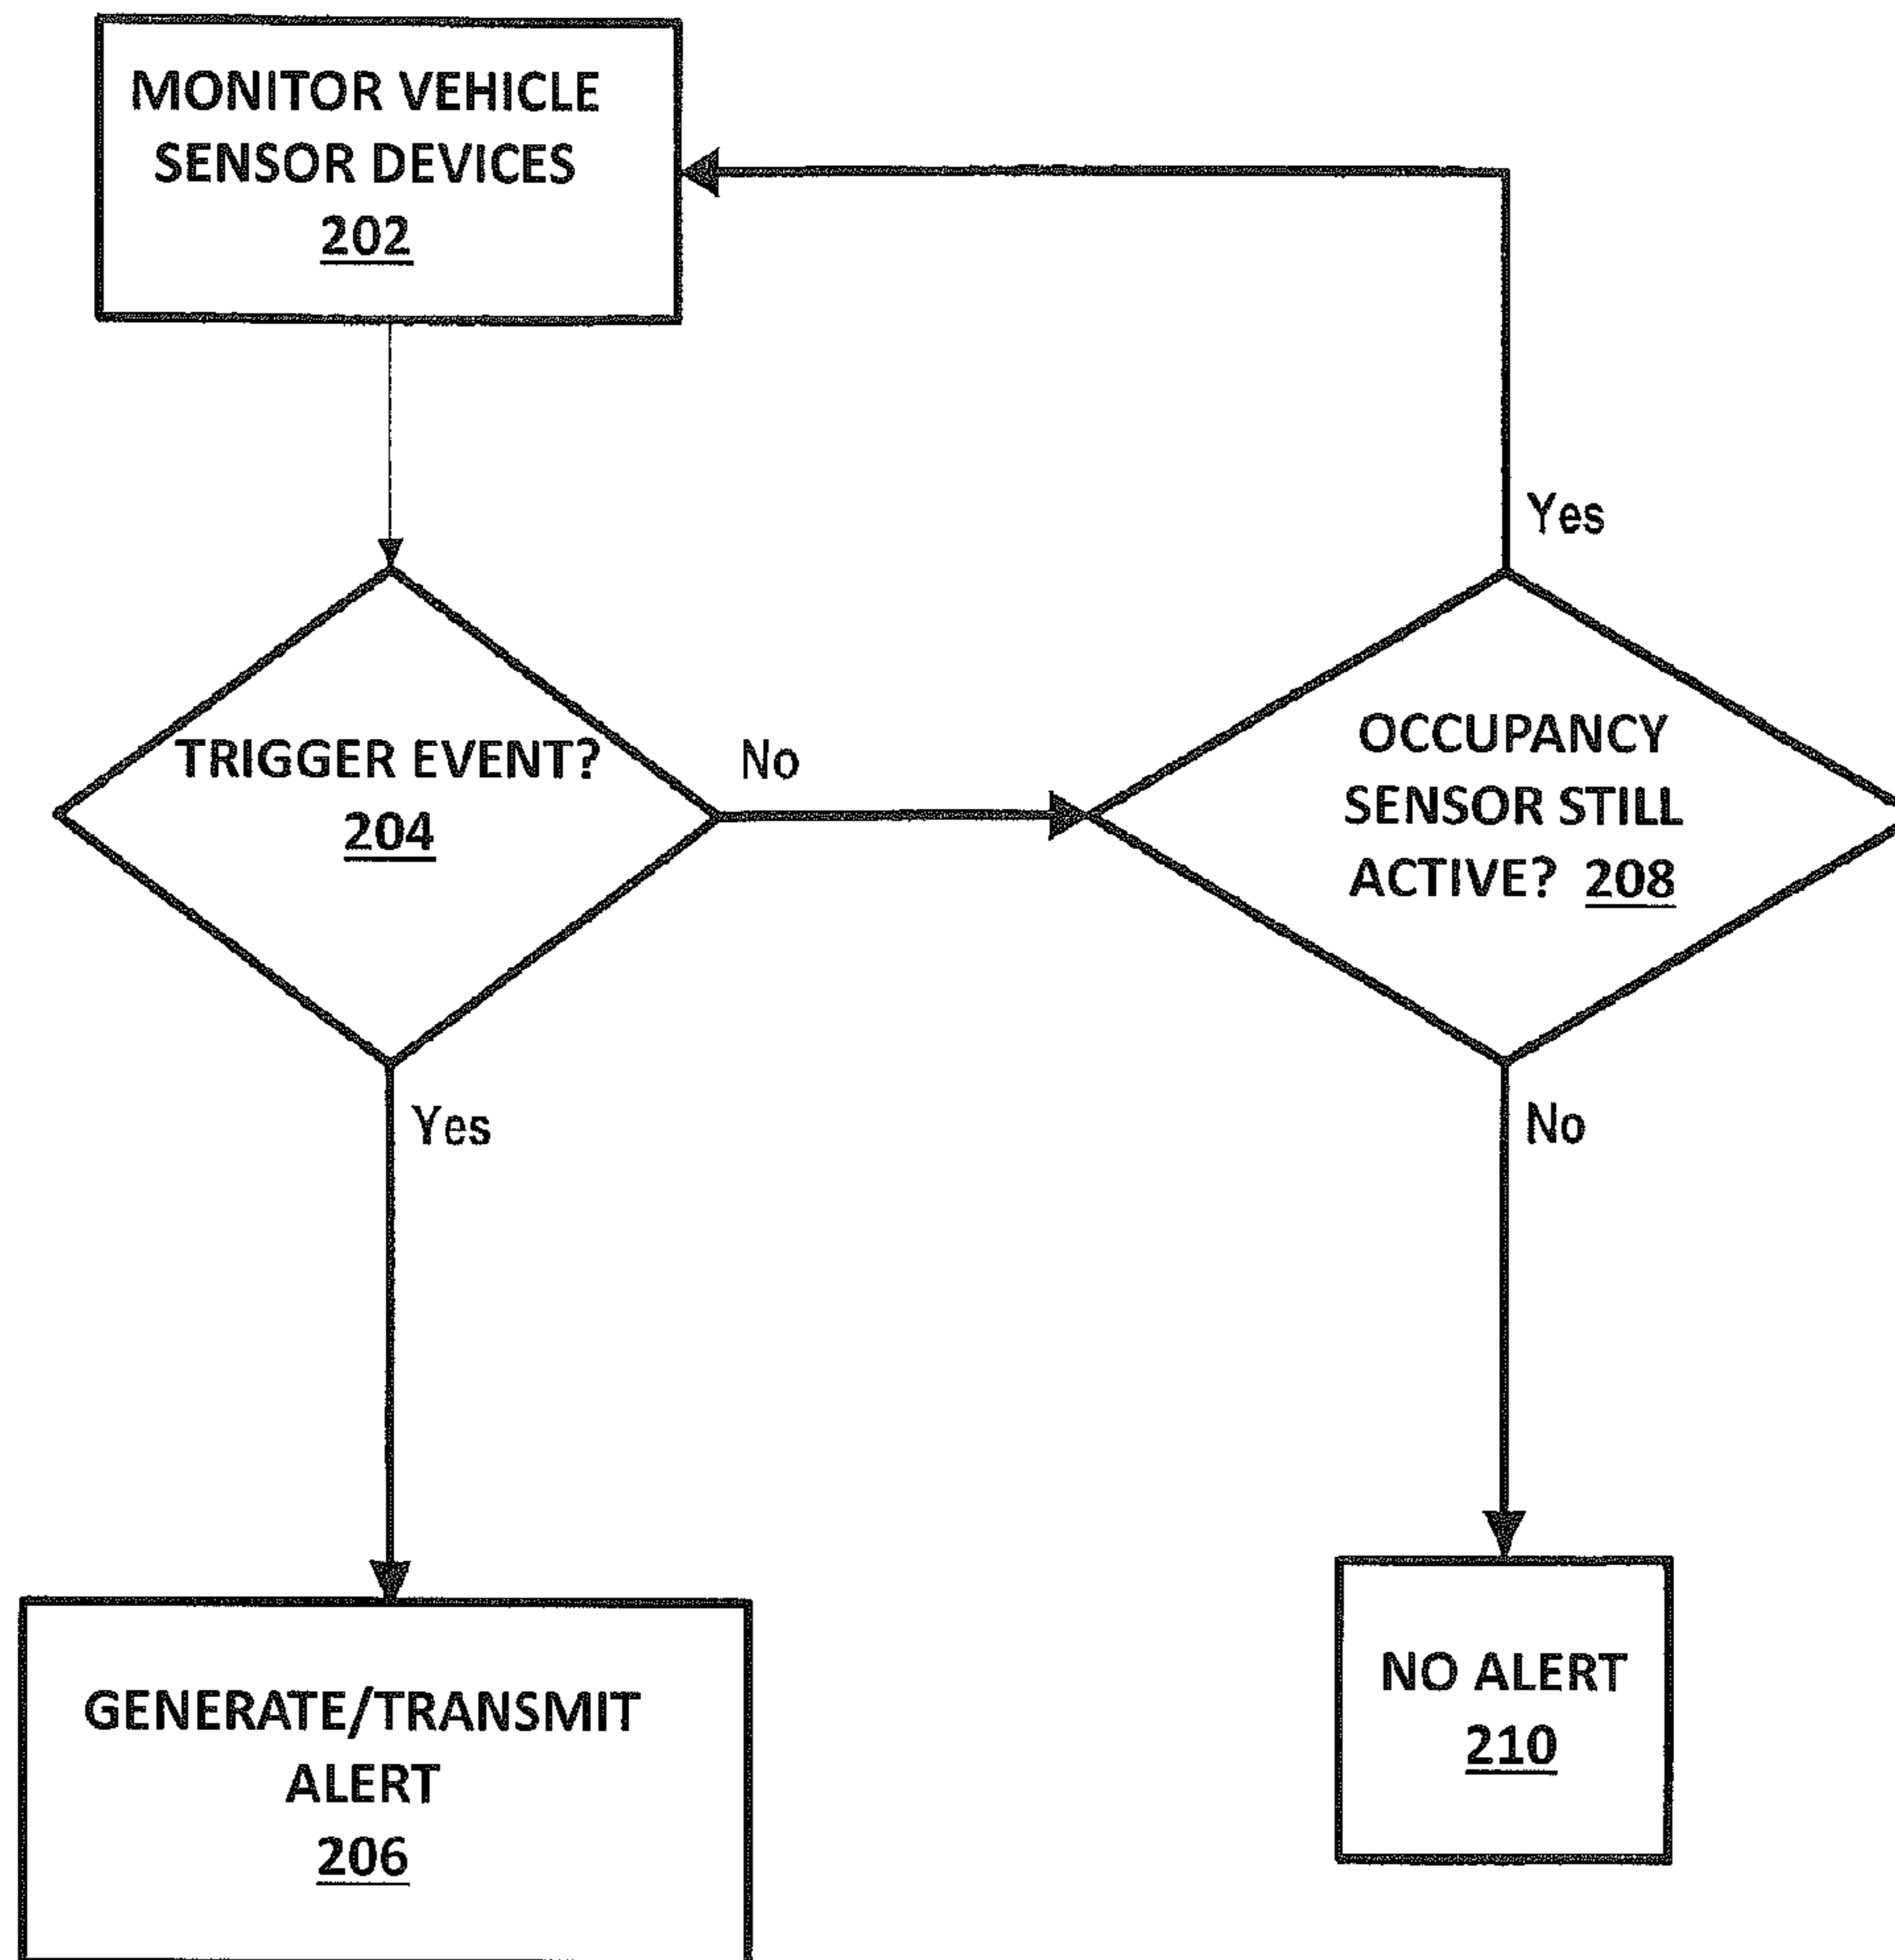 MONITOR VEHICLE
SENSOR DEVICES
202
Yes
TRIGGER EVENT?
204
No
OCCUPANCY
SENSOR STILL
ACTIVE? 208
Yes
No
GENERATE/TRANSMIT
ALERT
206
NO ALERT
210